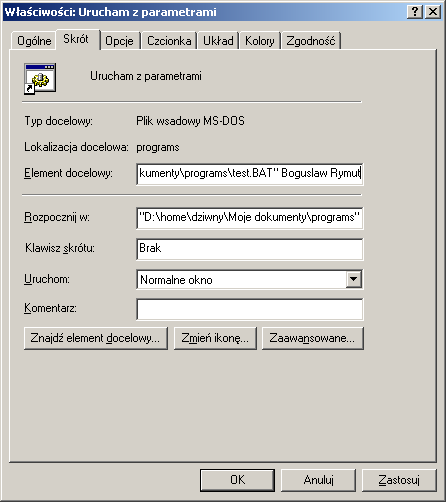 Właściwości: Urucham z parametrami
Ogólne Skrót Opcje Czcionka Układ Kolory Zgodność
Urucham z parametrami
Typ docelowy: Plik wsadowy MS-DOS
Lokalizacja docelowa: programs
Element docelowy: kumenty\programs\test.BAT" Boguslaw Rymut
Rozpocznij w: "D:\home\dziwny\Moje dokumenty\programs"
Klawisz skrótu: Brak
Uruchom: Normalne okno
Komentarz:
Znajdź element docelowy... Zmień ikonę... Zaawansowane...
OK Anuluj Zastosuj